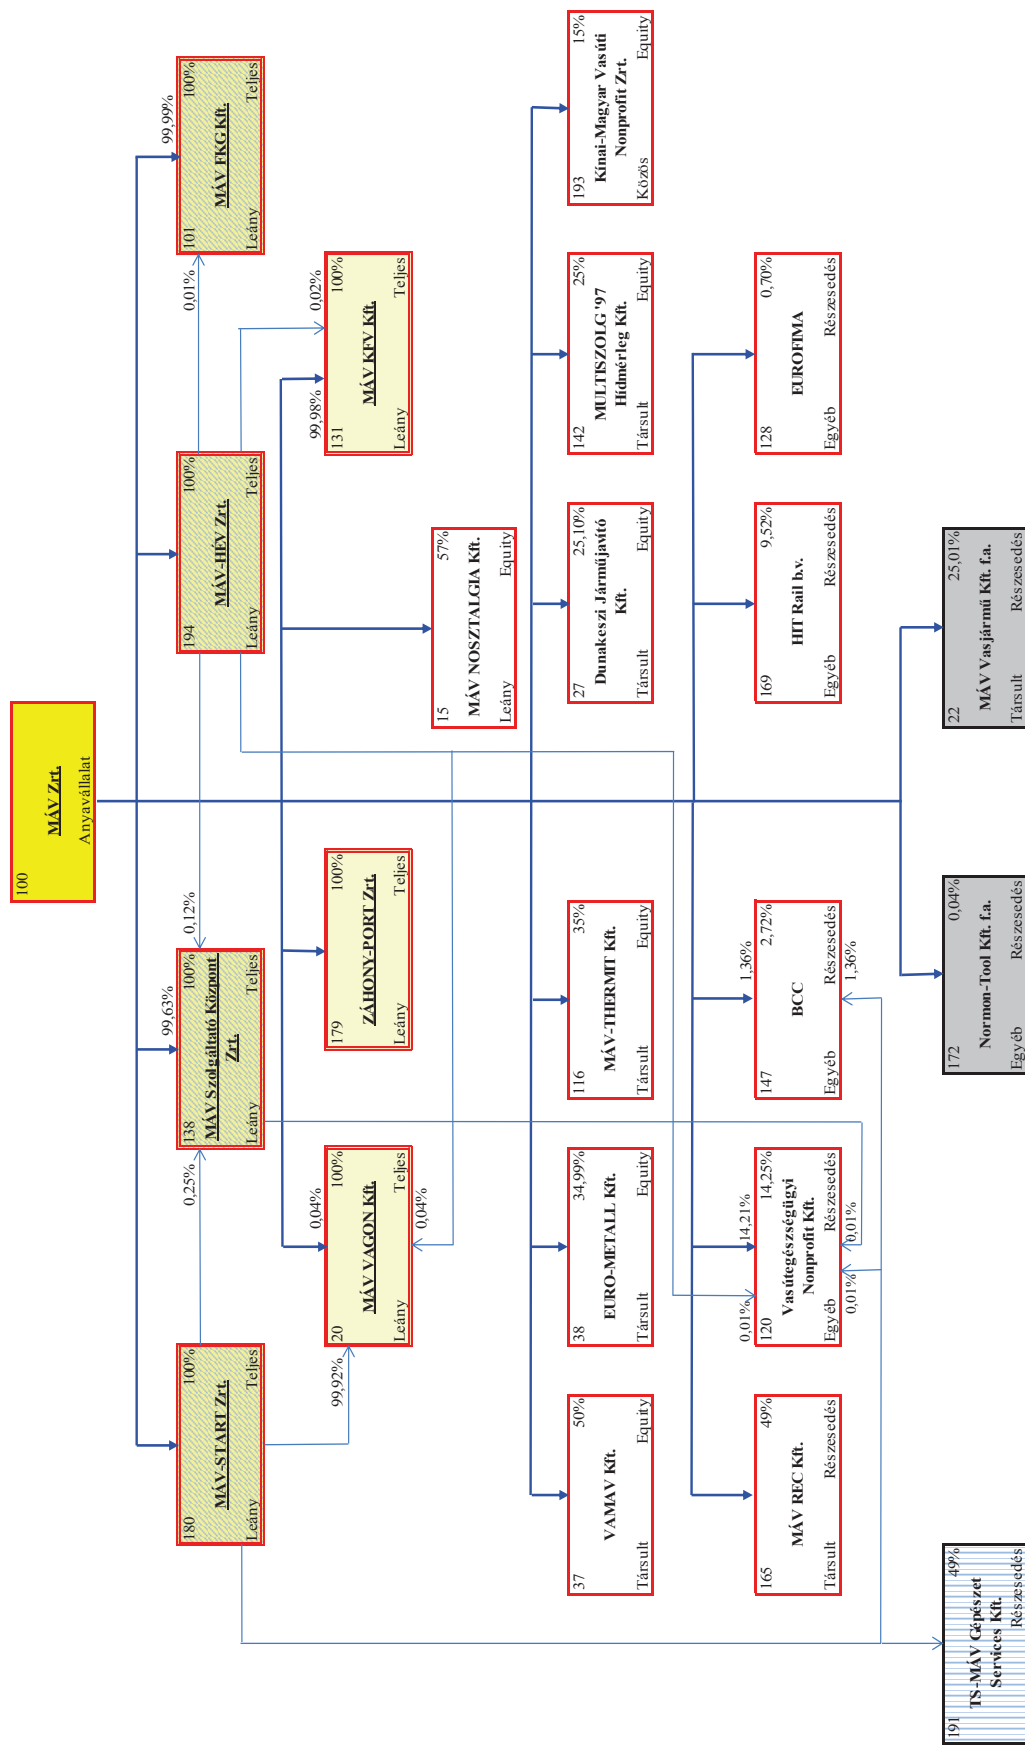 100
MÁV Zrt.
Anyavállalat
99,63%
99,99%
180
100%
MÁV-START Zrt.
Leány
Teljes
0,25%
138
100%
MÁV Szolgáltató Központ
Zrt.
Leány
Teljes
0,12%
194
100%
MÁV-HÉV Zrt.
Leány
Teljes
0,01%
101
100%
MÁV FKG Kft.
Leány
Teljes
99,92%
0,04%
20
100%
MÁV VAGON Kft.
Leány
Teljes
0,04%
179
100%
ZÁHONY-PORT Zrt.
Leány
Teljes
99,98%
0,02%
131
100%
MÁV KFV Kft.
Leány
Teljes
15
57%
MÁV NOSZTALGIA Kft.
Leány
Equity
37
50%
VAMAV Kft.
Társult
Equity
38
34,99%
EURO-METALL Kft.
Társult
Equity
116
35%
MÁV-THERMIT Kft.
Társult
Equity
27
25,10%
Dunakeszi Járműjavító
Kft.
Társult
Equity
142
25%
MULTISZOLG '97
Hídmérleg Kft.
Társult
Equity
193
15%
Kínai-Magyar Vasúti
Nonprofit Zrt.
Közös
Equity
165
49%
MÁV REC Kft.
Társult
Részesedés
0,01%
14,21%
120
14,25%
Vasútegészségügyi
Nonprofit Kft.
Egyéb
Részesedés
0,01%
0,01%
1,36%
147
2,72%
BCC
Egyéb
Részesedés
1,36%
169
9,52%
HIT Rail b.v.
Egyéb
Részesedés
128
0,70%
EUROFIMA
Egyéb
Részesedés
191
49%
TS-MÁV Gépészet
Services Kft.
Részesedés
172
0,04%
Normon-Tool Kft. f.a.
Egyéb
Részesedés
22
25,01%
MÁV Vasjármű Kft. f.a.
Társult
Részesedés